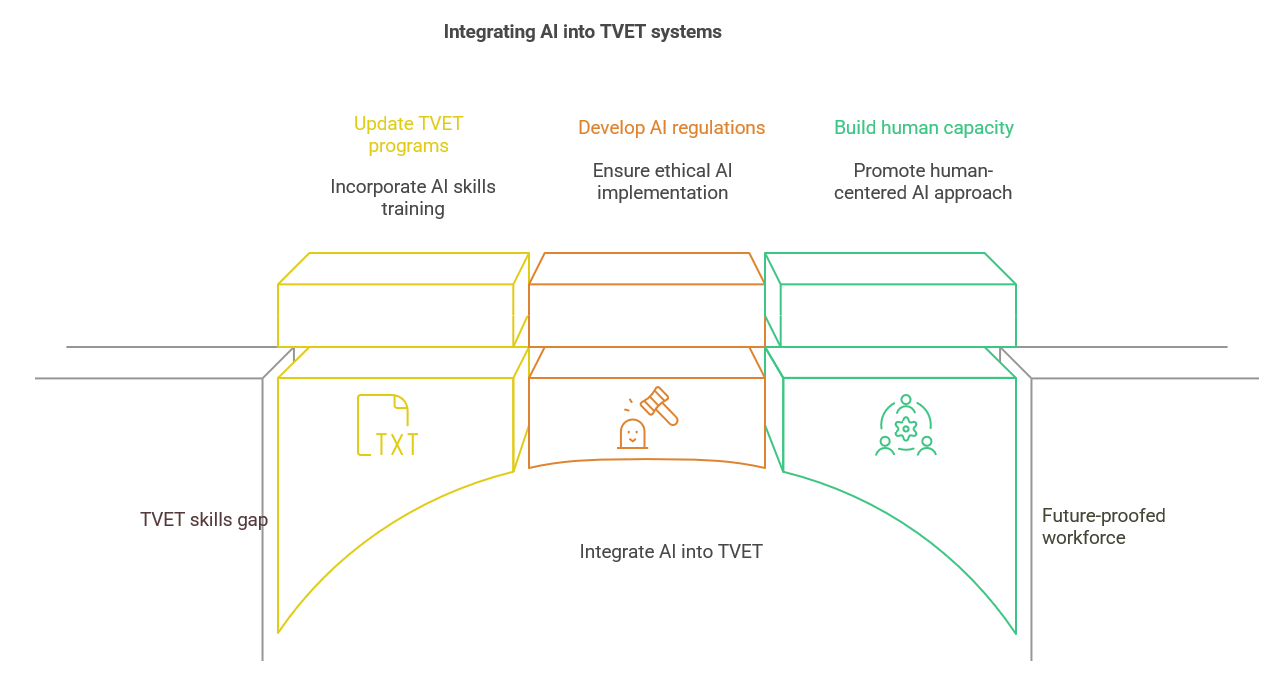 Integrating AI into TVET systems
Update TVET
programs
Incorporate AI skills
training
Develop AI regulations
Ensure ethical AI
implementation
Build human capacity
Promote human-
centered AI approach
TXT
TVET skills gap
Integrate AI into TVET
Future-proofed
workforce